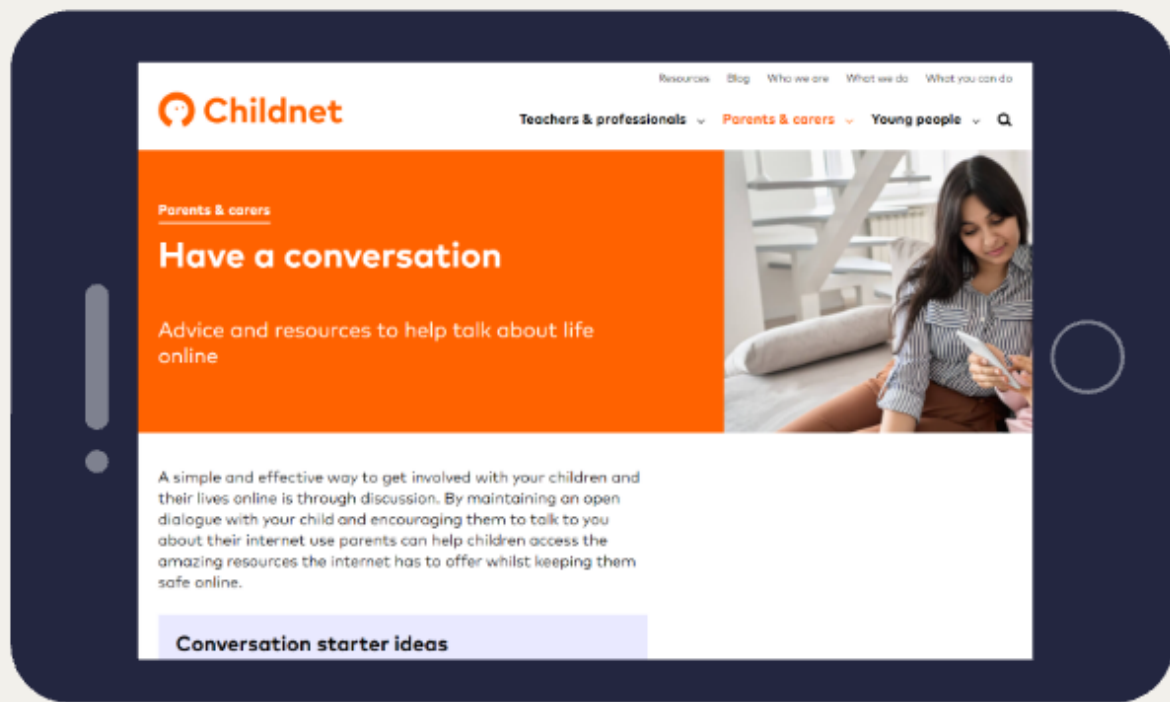 Resources Blog Who we are What we do What you can do
Childnet
Teachers & professionals Parents & carers Young people
Parents & carers
Have a conversation
Advice and resources to help talk about life
online
A simple and effective way to get involved with your children and
their lives online is through discussion. By maintaining an open
dialogue with your child and encouraging them to talk to you
about their internet use parents can help children access the
amazing resources the internet has to offer whilst keeping them
safe online.
Conversation starter ideas